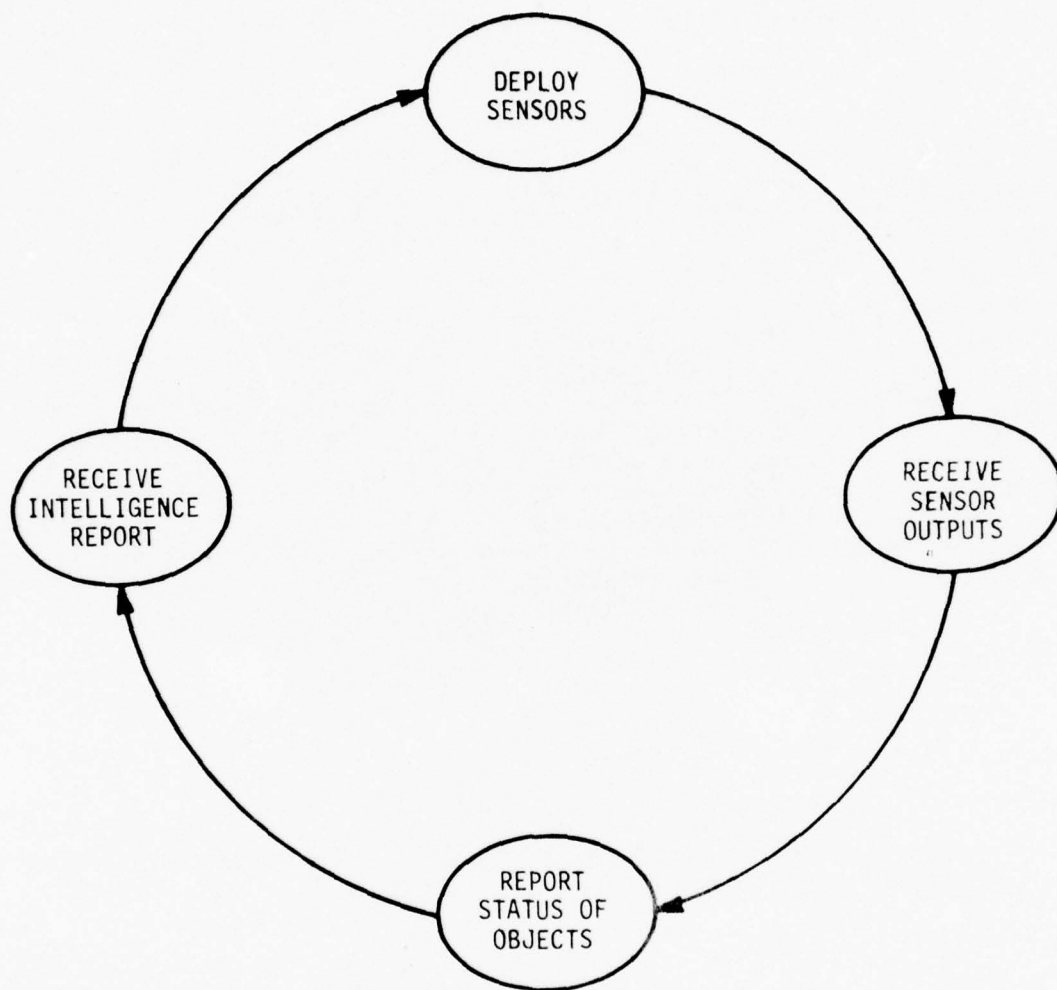 DEPLOY
SENSORS
RECEIVE
SENSOR
OUTPUTS
REPORT
STATUS OF
OBJECTS
RECEIVE
INTELLIGENCE
REPORT